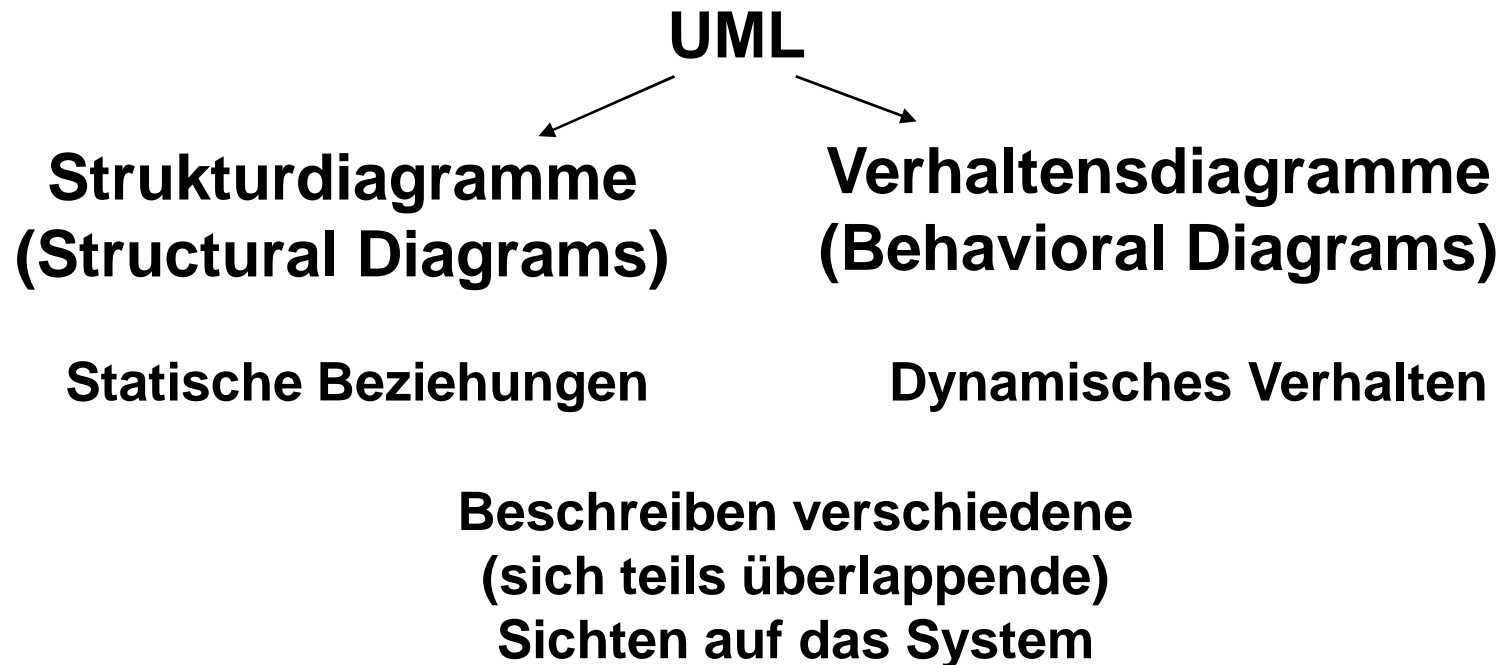 UML
Strukturdiagramme
(Structural Diagrams)
Verhaltensdiagramme
(Behavioral Diagrams)
Statische Beziehungen
Dynamisches Verhalten
Beschreiben verschiedene
(sich teils überlappende)
Sichten auf das System